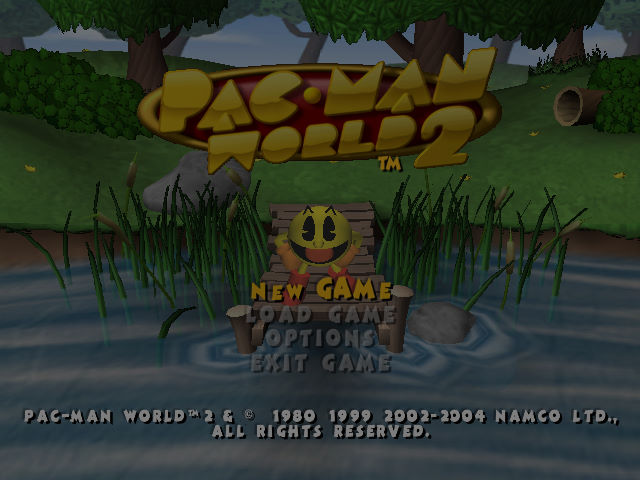 PAC-MAN
WORLD 2
™
NEW GAME
LOAD GAME
OPTIONS
EXIT GAME
PAC-MAN WORLD™2 & © 1980 1999 2002-2004 NAMCO LTD.,
ALL RIGHTS RESERVED.